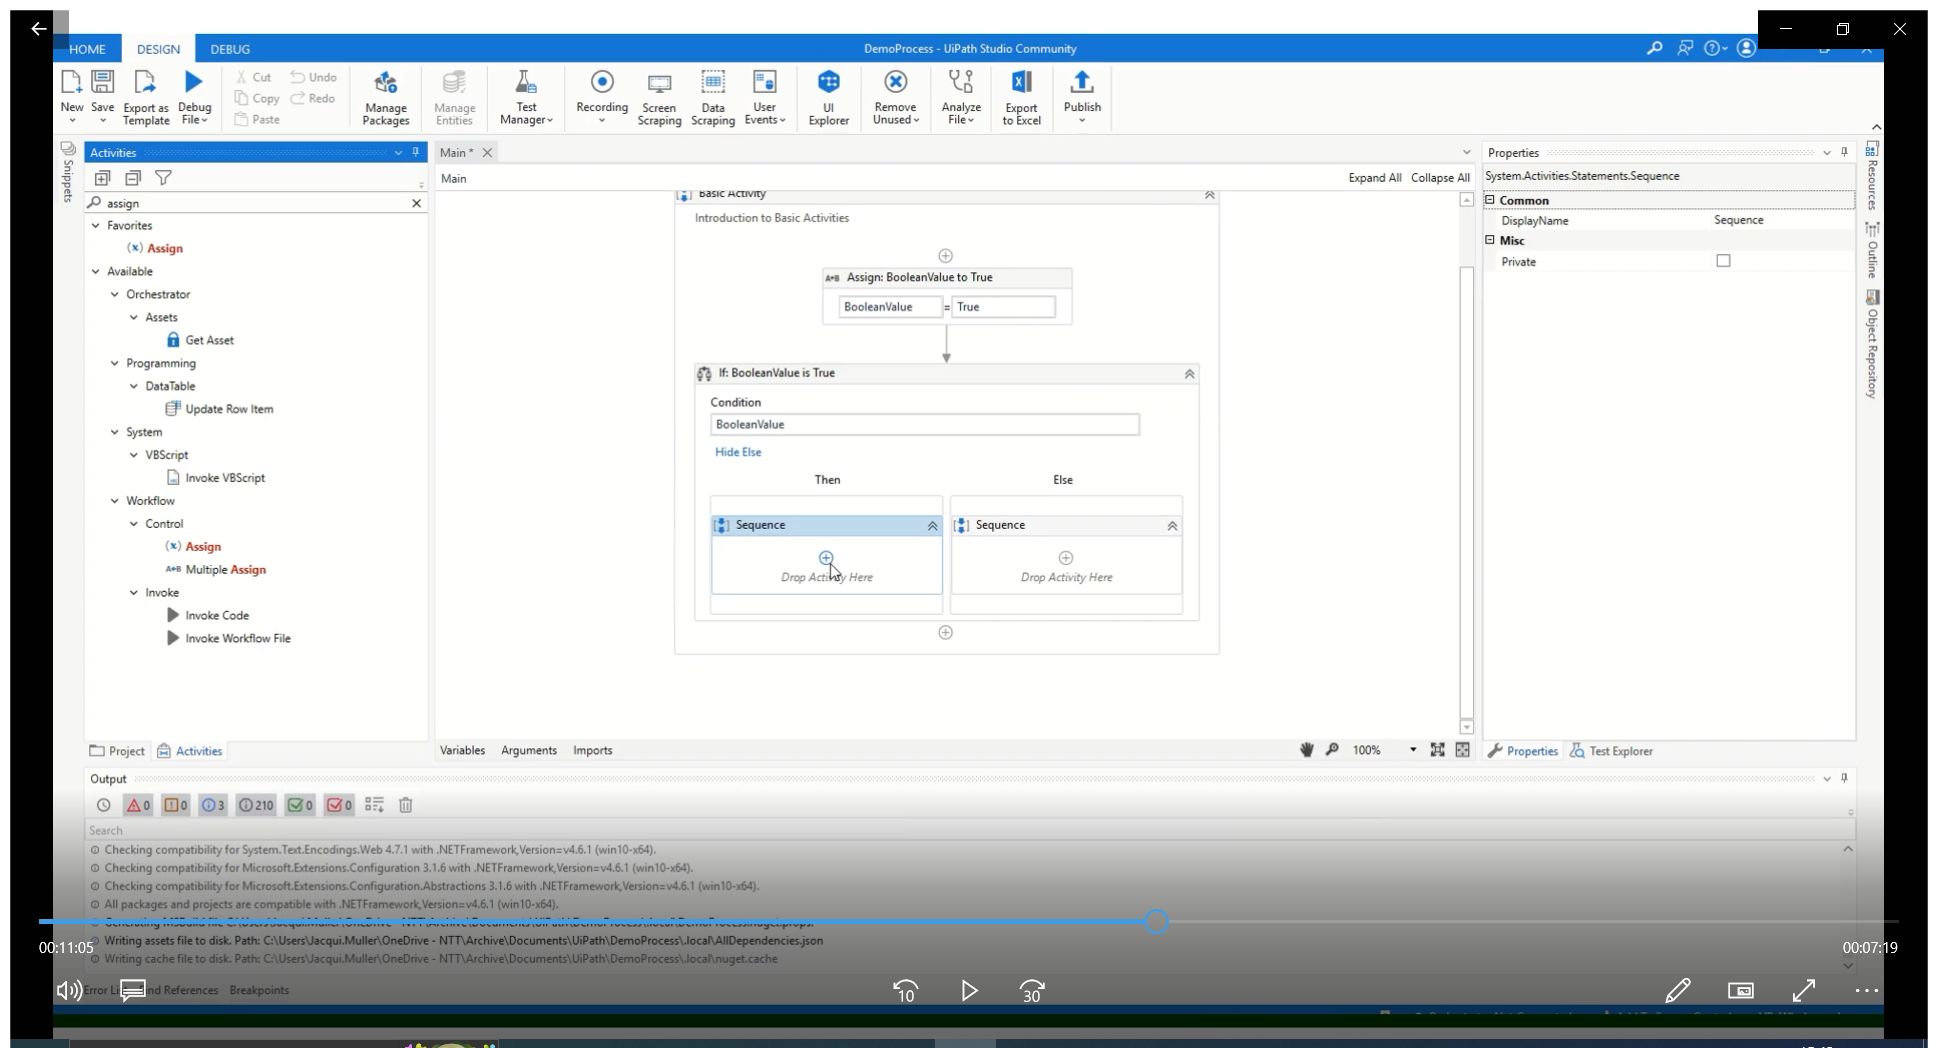 HOME DESIGN DEBUG DemoProcess - UiPath Studio Community
New Save Export as Template Debug File Cut Copy Paste Undo Redo Manage Packages Manage Entities Test Manager Recording Screen Scraping Data Scraping User Events UI Explorer Remove Unused Analyze File Export to Excel Publish
Snippets
Activities
assign
Favorites
(x) Assign
Available
Orchestrator
Assets
Get Asset
Programming
DataTable
Update Row Item
System
VBScript
Invoke VBScript
Workflow
Control
(x) Assign
A+B Multiple Assign
Invoke
Invoke Code
Invoke Workflow File
Project Activities
Main *
Main Expand All Collapse All
Basic Activity
Introduction to Basic Activities
A+B Assign: BooleanValue to True
BooleanValue = True
If: BooleanValue is True
Condition
BooleanValue
Hide Else
Then Else
Sequence Sequence
Drop Activity Here Drop Activity Here
Variables Arguments Imports 100%
Properties
System.Activities.Statements.Sequence
Common
DisplayName Sequence
Misc
Private
Properties Test Explorer
Resources
Outline
Object Repository
Output
0 0 3 210 0 0
Search
Checking compatibility for System.Text.Encodings.Web 4.7.1 with .NETFramework,Version=v4.6.1 (win10-x64).
Checking compatibility for Microsoft.Extensions.Configuration 3.1.6 with .NETFramework,Version=v4.6.1 (win10-x64).
Checking compatibility for Microsoft.Extensions.Configuration.Abstractions 3.1.6 with .NETFramework,Version=v4.6.1 (win10-x64).
All packages and projects are compatible with .NETFramework,Version=v4.6.1 (win10-x64).
00:11:05 Writing assets file to disk. Path: C:\Users\Jacqui.Muller\OneDrive - NTT\Archive\Documents\UiPath\DemoProcess\.local\AllDependencies.json 00:07:19
Writing cache file to disk. Path: C:\Users\Jacqui.Muller\OneDrive - NTT\Archive\Documents\UiPath\DemoProcess\.local\nuget.cache
Error References Breakpoints
10 30